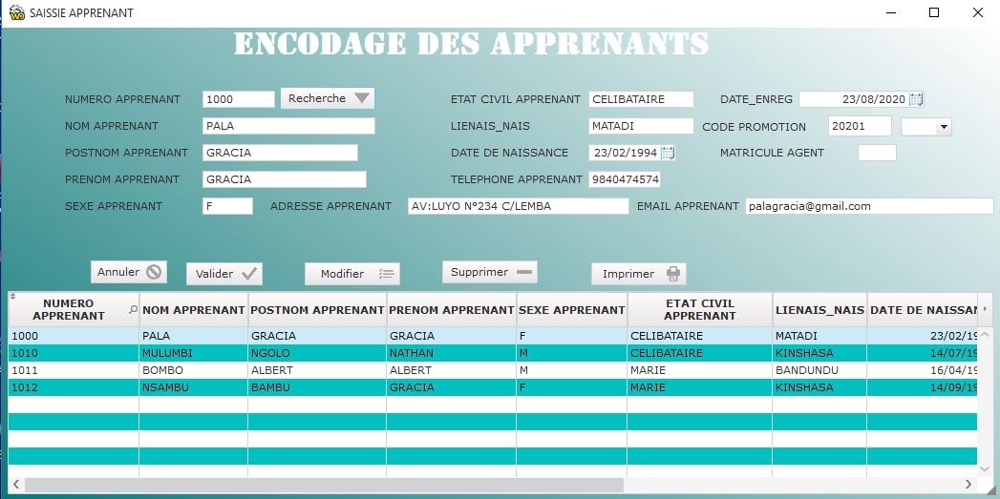 SAISSIE APPRENANT
ENCODAGE DES APPRENANTS
NUMERO APPRENANT 1000 Recherche ETAT CIVIL APPRENANT CELIBATAIRE DATE_ENREG 23/08/2020
NOM APPRENANT PALA LIENAIS_NAIS MATADI CODE PROMOTION 20201
POSTNOM APPRENANT GRACIA DATE DE NAISSANCE 23/02/1994 MATRICULE AGENT
PRENOM APPRENANT GRACIA TELEPHONE APPRENANT 9840474574
SEXE APPRENANT F ADRESSE APPRENANT AV:LUYO N°234 C/LEMBA EMAIL APPRENANT palagracia@gmail.com
Annuler Valider Modifier Supprimer Imprimer
NUMERO APPRENANT NOM APPRENANT POSTNOM APPRENANT PRENOM APPRENANT SEXE APPRENANT ETAT CIVIL APPRENANT LIENAIS_NAIS DATE DE NAISSAN
1000 PALA GRACIA GRACIA F CELIBATAIRE MATADI 23/02/19
1010 MULUMBI NGOLO NATHAN M CELIBATAIRE KINSHASA 14/07/19
1011 BOMBO ALBERT ALBERT M MARIE BANDUNDU 16/04/19
1012 NSAMBU BAMBU GRACIA F MARIE KINSHASA 14/09/19